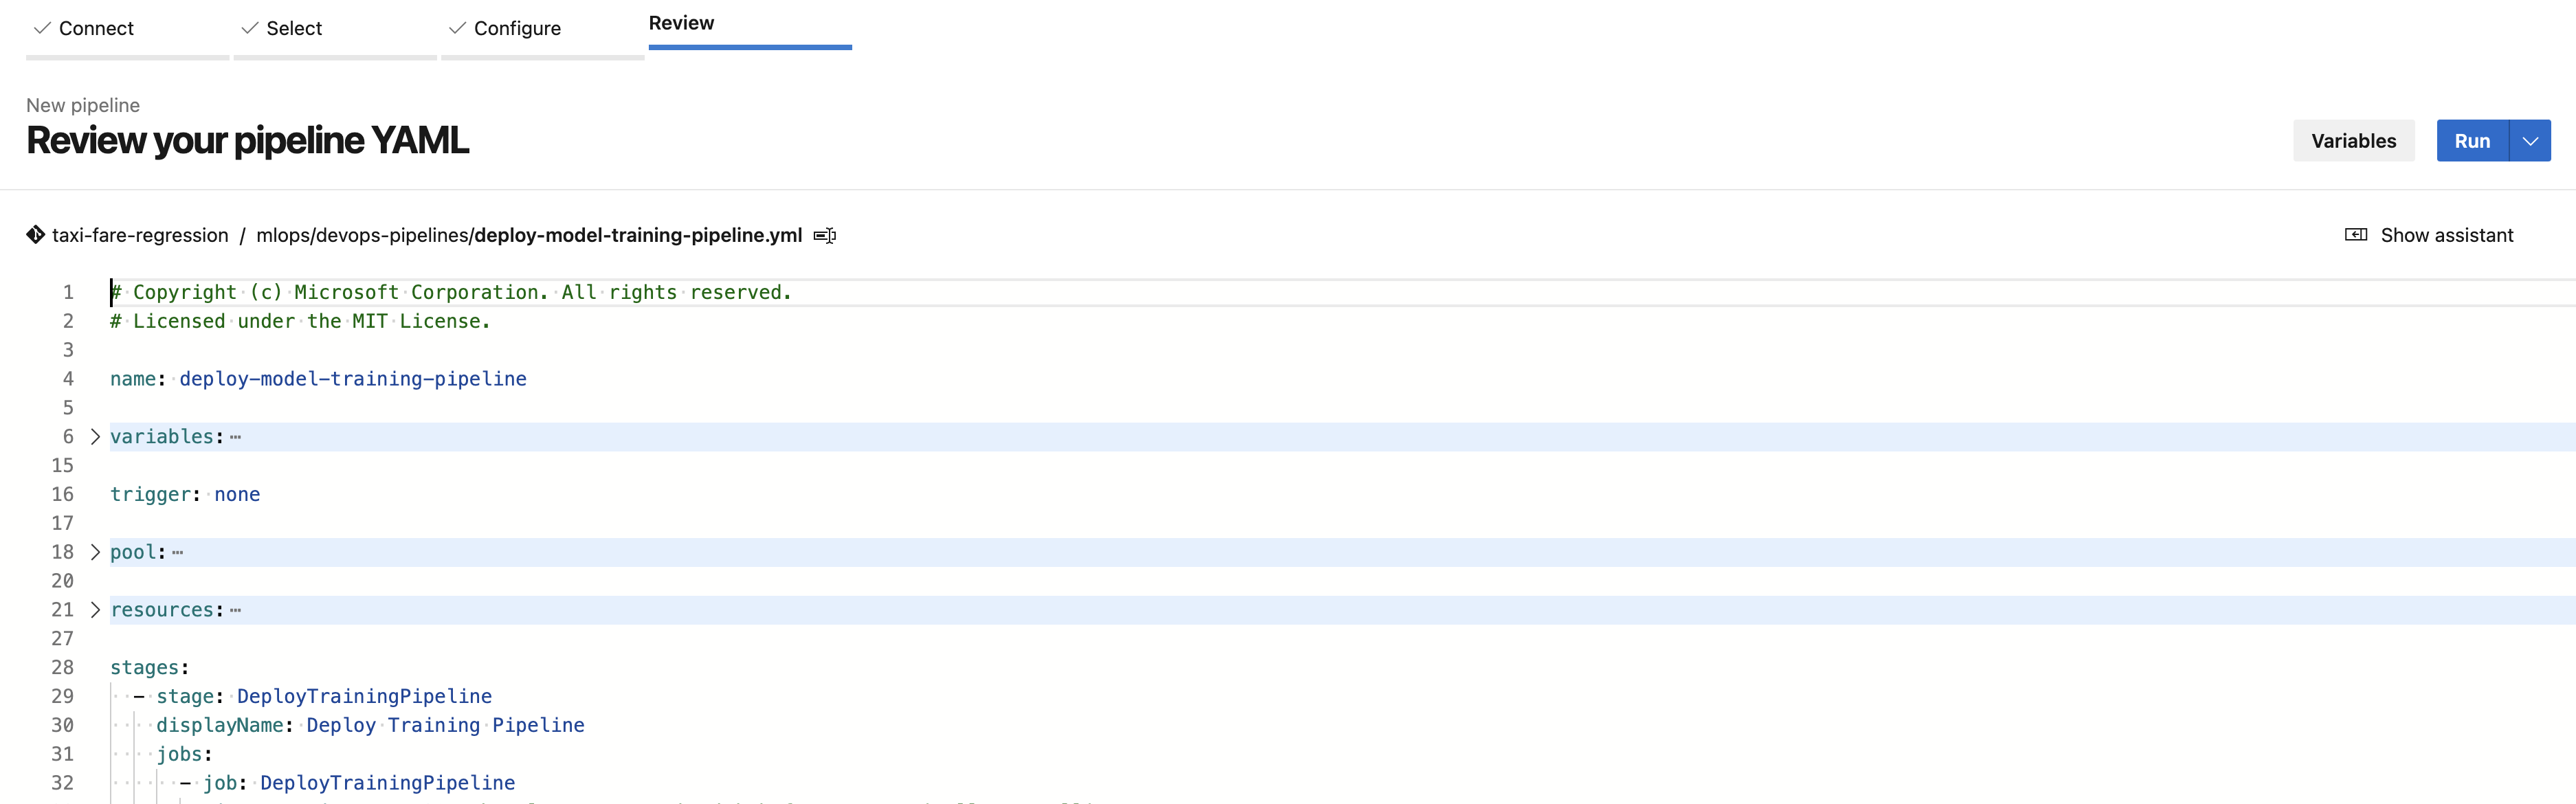 Connect
Select
Configure
Review
New pipeline
Review your pipeline YAML
Variables
Run
taxi-fare-regression / mlops/devops-pipelines/deploy-model-training-pipeline.yml
Show assistant
1 # Copyright (c) Microsoft Corporation. All rights reserved.
2 # Licensed under the MIT License.
3
4 name: deploy-model-training-pipeline
5
6 variables:⋯
15
16 trigger: none
17
18 pool:⋯
20
21 resources:⋯
27
28 stages:
29   - stage: DeployTrainingPipeline
30     displayName: Deploy Training Pipeline
31     jobs:
32       - job: DeployTrainingPipeline